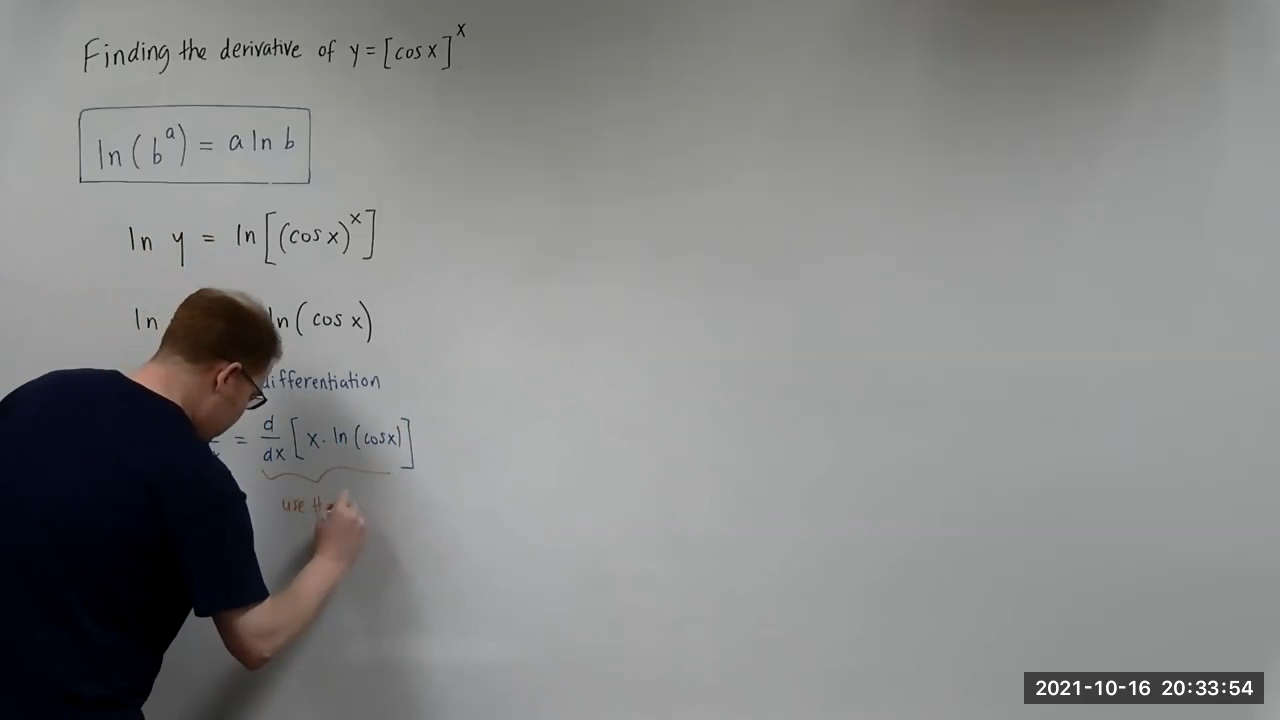 Finding the derivative of y = [cos x]^x
ln(b^a) = a ln b
ln y = ln[(cos x)^x]
ln ln(cos x)
differentiation
= d/dx [x · ln(cos x)]
use
2021-10-16 20:33:54